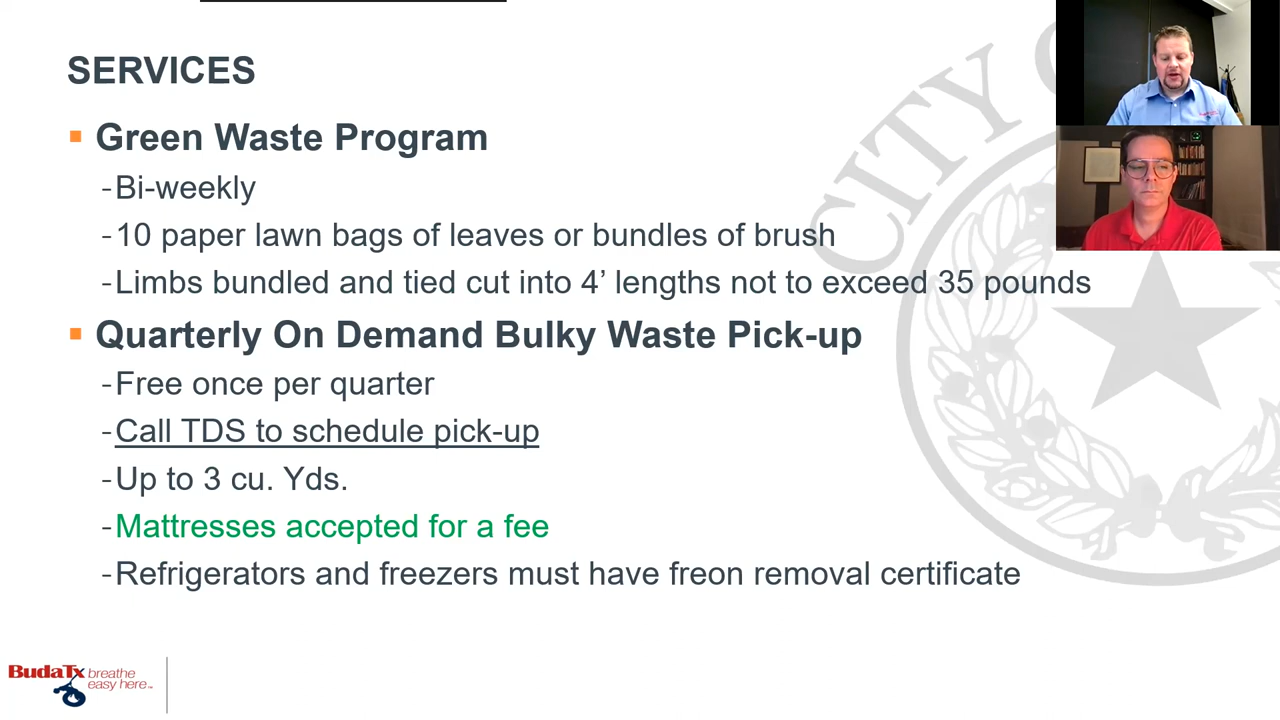 SERVICES
Green Waste Program
-Bi-weekly
-10 paper lawn bags of leaves or bundles of brush
-Limbs bundled and tied cut into 4’ lengths not to exceed 35 pounds
Quarterly On Demand Bulky Waste Pick-up
-Free once per quarter
-Call TDS to schedule pick-up
-Up to 3 cu. Yds.
-Mattresses accepted for a fee
-Refrigerators and freezers must have freon removal certificate
CITY
BudaTx breathe
easy here